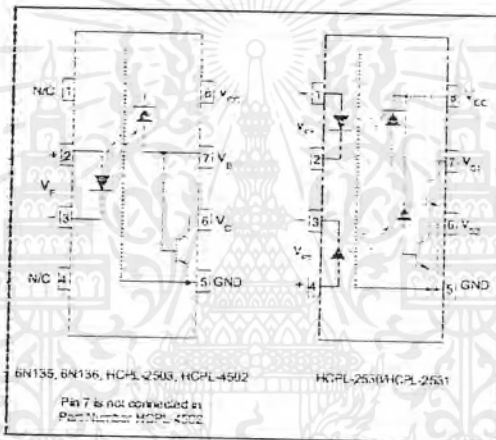 N/C 1
8 VCC
+ 2
7 VB
VF
- 3
6 VO
N/C 4
5 GND
- 1
8 VCC
VF1
2
7 V01
- 3
6 V02
VF2
+ 4
5 GND
6N135, 6N136, HCPL-2503, HCPL-4502
HCPL-2530/HCPL-2531
Pin 7 is not connected in
Part Number HCPL-4502